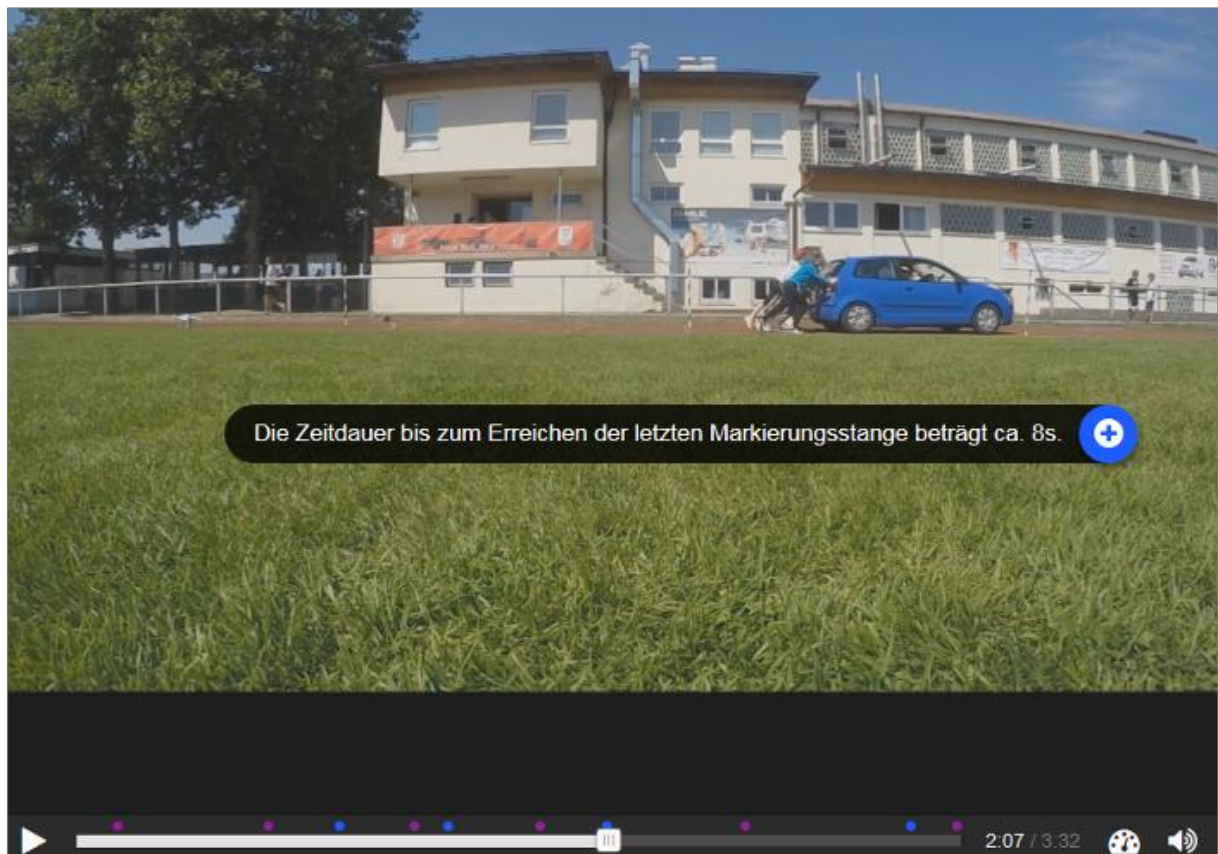 Die Zeitdauer bis zum Erreichen der letzten Markierungsstange beträgt ca. 8s.
2:07 / 3:32